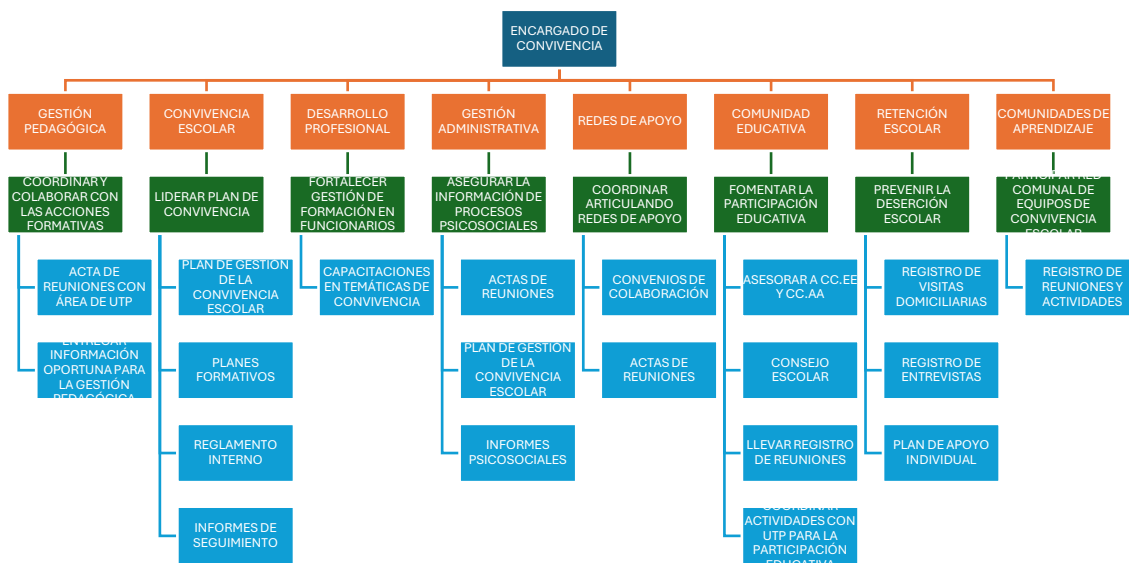 ENCARGADO DE
CONVIVENCIA
GESTIÓN
PEDAGÓGICA
CONVIVENCIA
ESCOLAR
DESARROLLO
PROFESIONAL
GESTIÓN
ADMINISTRATIVA
REDES DE APOYO
COMUNIDAD
EDUCATIVA
RETENCIÓN
ESCOLAR
COMUNIDADES DE
APRENDIZAJE
COORDINAR Y
COLABORAR CON
LAS ACCIONES
FORMATIVAS
LIDERAR PLAN DE
CONVIVENCIA
FORTALECER
GESTIÓN DE
FORMACIÓN EN
FUNCIONARIOS
ASEGURAR LA
INFORMACIÓN DE
PROCESOS
PSICOSOCIALES
COORDINAR
ARTICULANDO
REDES DE APOYO
FOMENTAR LA
PARTICIPACIÓN
EDUCATIVA
PREVENIR LA
DESERCIÓN
ESCOLAR
PARTICIPAR RED
COMUNAL DE
EQUIPOS DE
CONVIVENCIA
ESCOLAR
ACTA DE
REUNIONES CON
ÁREA DE UTP
PLAN DE GESTIÓN
DE LA
CONVIVENCIA
ESCOLAR
CAPACITACIONES
EN TEMÁTICAS DE
CONVIVENCIA
ACTAS DE
REUNIONES
CONVENIOS DE
COLABORACIÓN
ASESORAR A CC.EE
Y CC.AA
REGISTRO DE
VISITAS
DOMICILIARIAS
REGISTRO DE
REUNIONES Y
ACTIVIDADES
ENTREGAR
INFORMACIÓN
OPORTUNA PARA
LA GESTIÓN
PEDAGÓGICA
PLANES
FORMATIVOS
PLAN DE GESTIÓN
DE LA
CONVIVENCIA
ESCOLAR
ACTAS DE
REUNIONES
CONSEJO
ESCOLAR
REGISTRO DE
ENTREVISTAS
REGLAMENTO
INTERNO
INFORMES
PSICOSOCIALES
LLEVAR REGISTRO
DE REUNIONES
PLAN DE APOYO
INDIVIDUAL
INFORMES DE
SEGUIMIENTO
COORDINAR
ACTIVIDADES CON
UTP PARA LA
PARTICIPACIÓN
EDUCATIVA